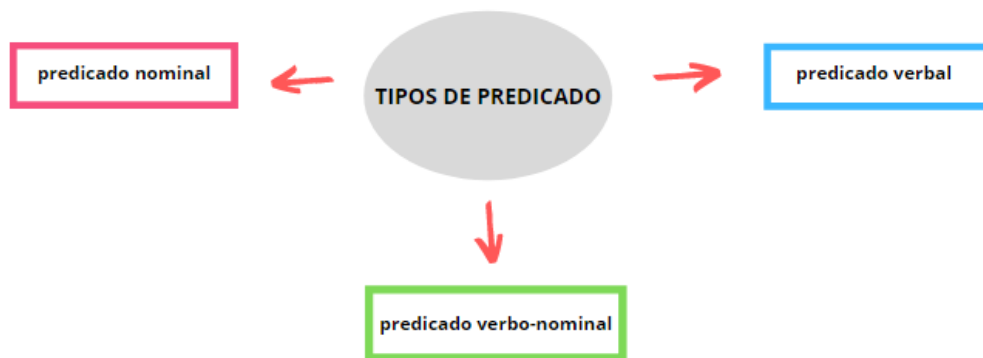 predicado nominal
TIPOS DE PREDICADO
predicado verbal
predicado verbo-nominal